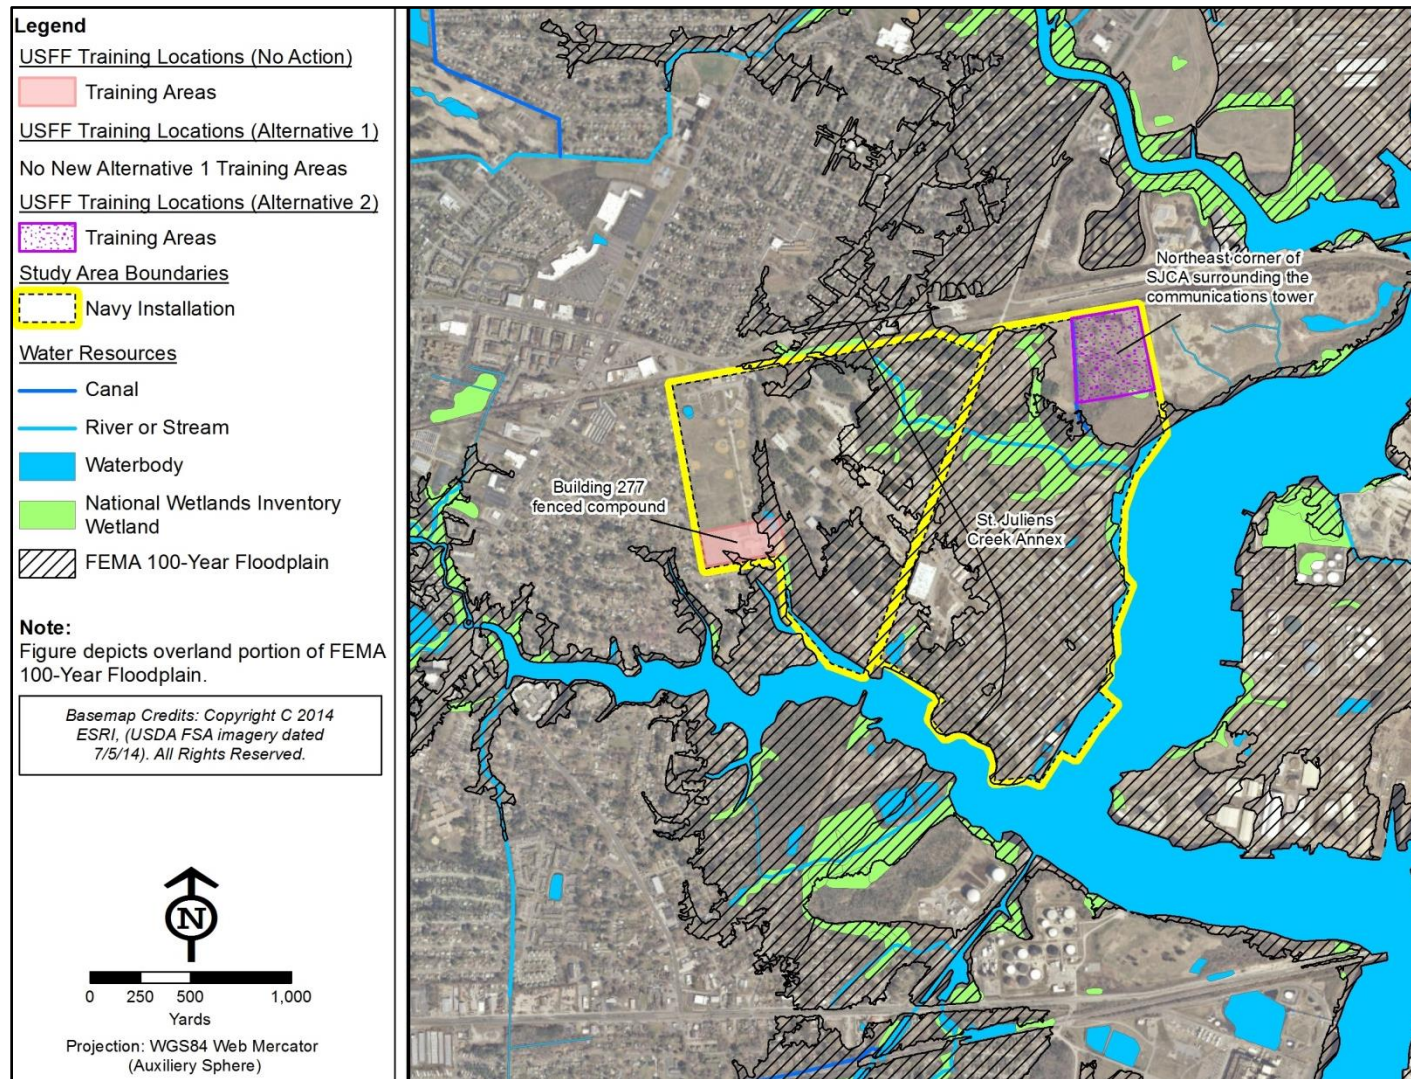 Legend
USFF Training Locations (No Action)
Training Areas
USFF Training Locations (Alternative 1)
No New Alternative 1 Training Areas
USFF Training Locations (Alternative 2)
Training Areas
Study Area Boundaries
Navy Installation
Water Resources
Canal
River or Stream
Waterbody
National Wetlands Inventory
Wetland
FEMA 100-Year Floodplain
Note:
Figure depicts overland portion of FEMA
100-Year Floodplain.
Basemap Credits: Copyright C 2014
ESRI, (USDA FSA imagery dated
7/5/14). All Rights Reserved.
N
0 250 500 1,000
Yards
Projection: WGS84 Web Mercator
(Auxiliery Sphere)
Northeast corner of
SJCA surrounding the
communications tower
Building 277
fenced compound
St. Juliens
Creek Annex